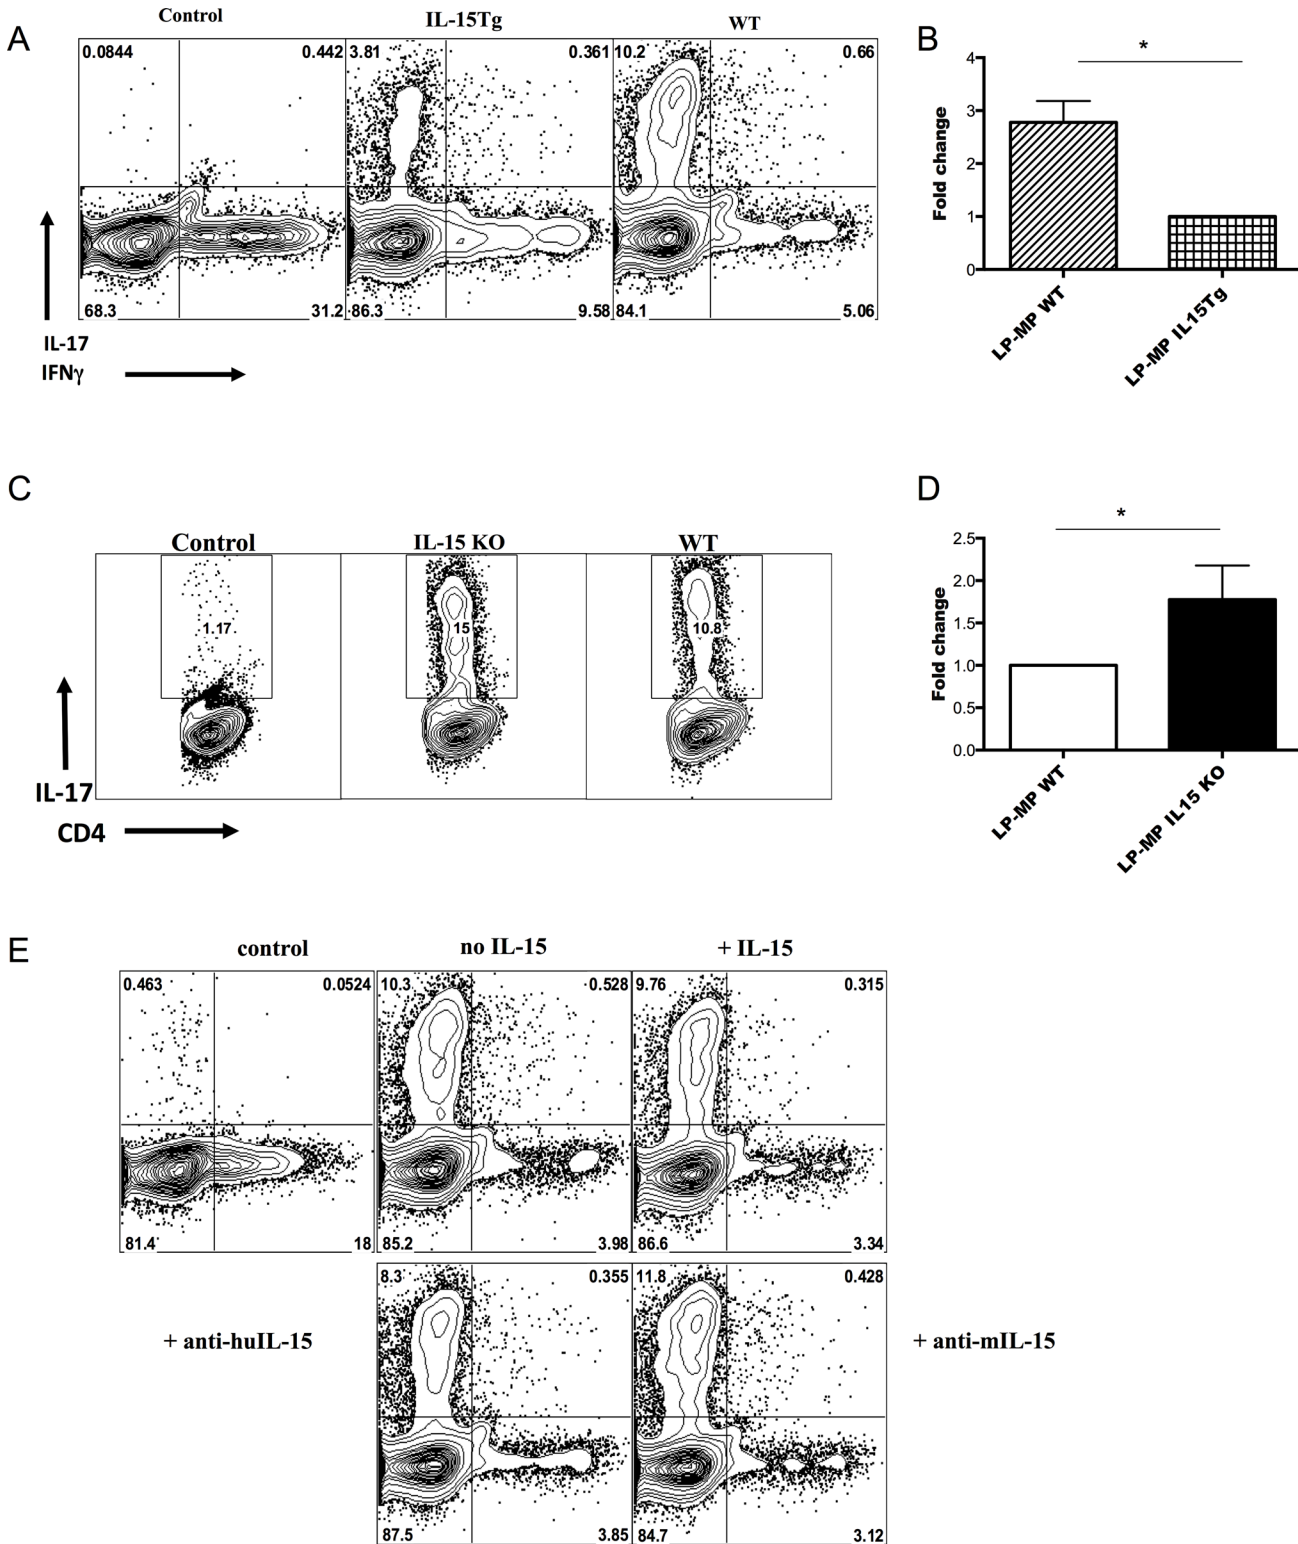 A
Control
IL-15Tg
WT
0.0844
0.442
3.81
0.361
10.2
0.66
68.3
31.2
86.3
9.58
84.1
5.06
IL-17
IFNγ
B
*
Fold change
4
3
2
1
0
LP-MP WT
LP-MP IL15Tg
C
Control
IL-15 KO
WT
1.17
15
10.8
IL-17
CD4
D
*
Fold change
2.5
2.0
1.5
1.0
0.5
0.0
LP-MP WT
LP-MP IL15 KO
E
control
no IL-15
+ IL-15
0.463
0.0524
10.3
0.528
9.76
0.315
81.4
18
85.2
3.98
86.6
3.34
8.3
0.355
11.8
0.428
+ anti-huIL-15
+ anti-mIL-15
87.5
3.85
84.7
3.12